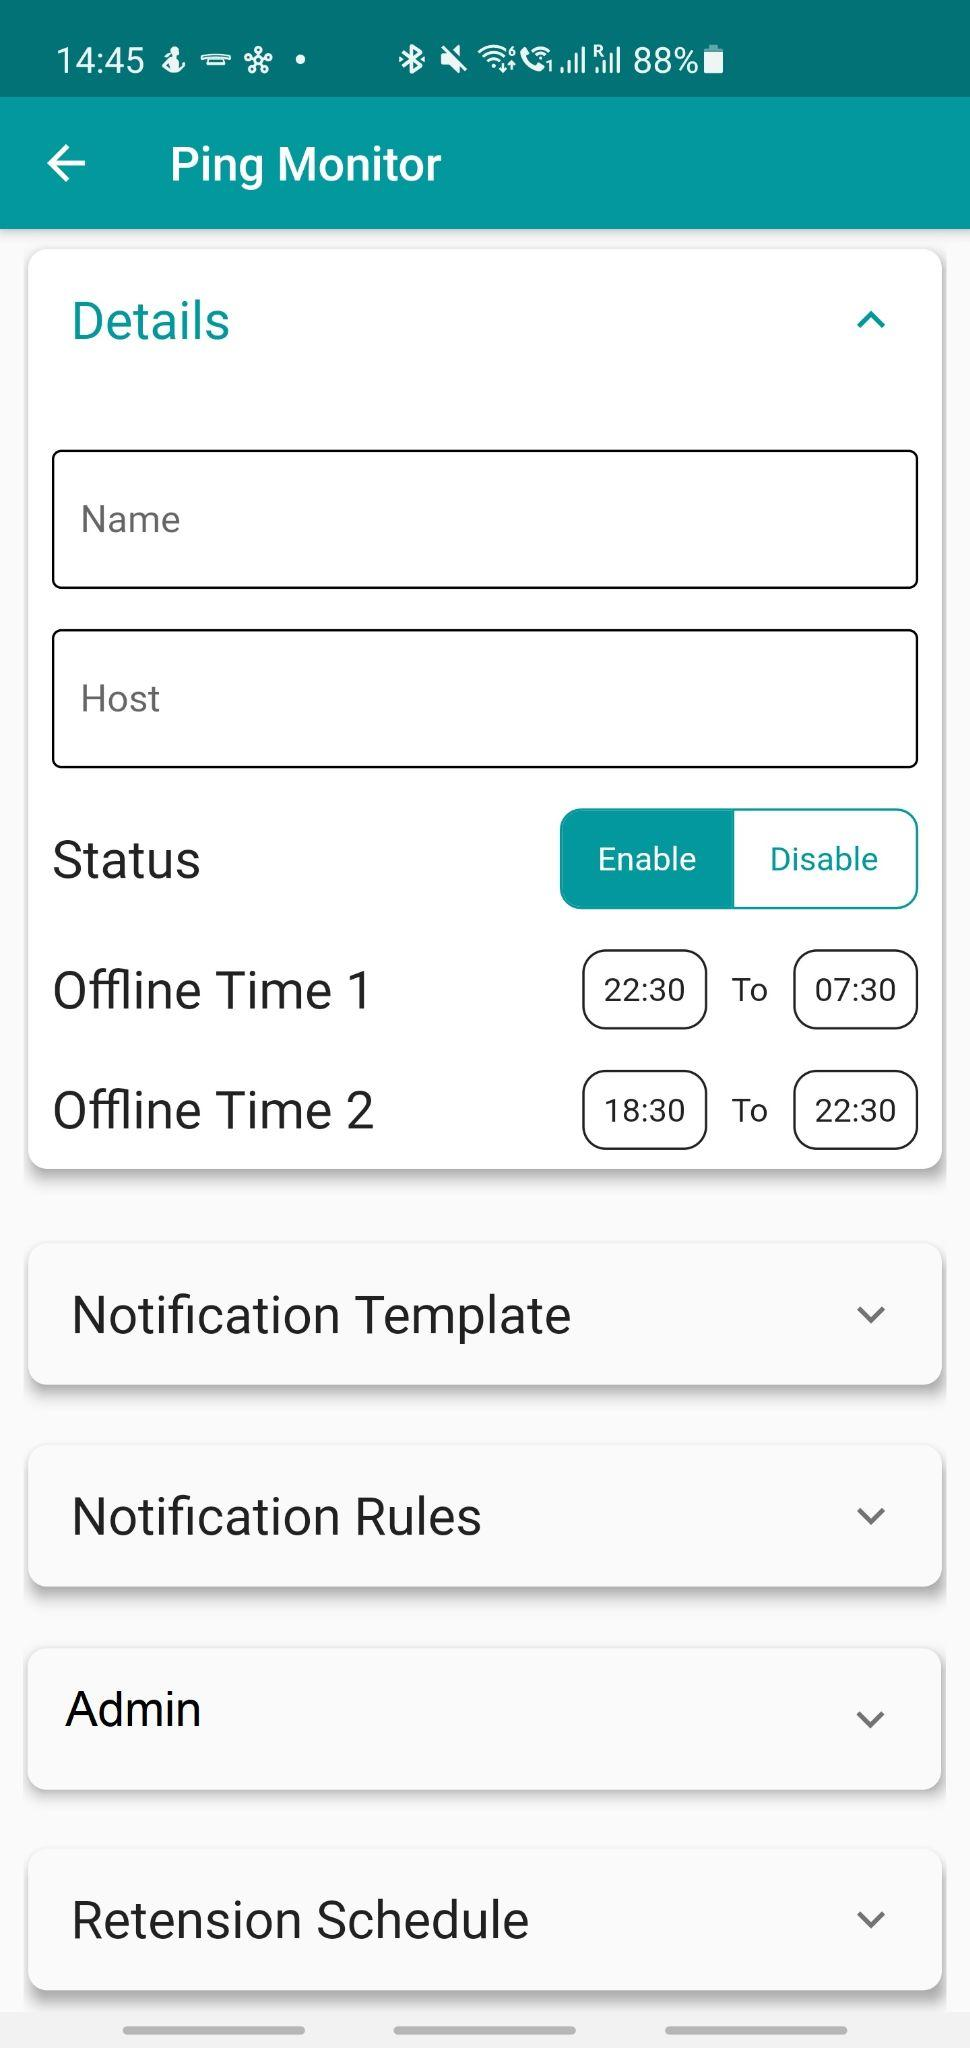 14:45 88%
Ping Monitor
Details
Name
Host
Status Enable Disable
Offline Time 1 22:30 To 07:30
Offline Time 2 18:30 To 22:30
Notification Template
Notification Rules
Admin
Retension Schedule